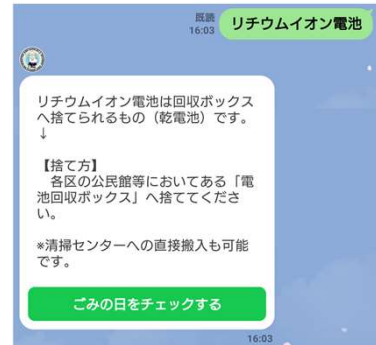 既読
16:03
リチウムイオン電池
リチウムイオン電池は回収ボックス
へ捨てられるもの（乾電池）です。
↓
【捨て方】
　各区の公民館等においてある「電
池回収ボックス」へ捨ててくださ
い。
*清掃センターへの直接搬入も可能
です。
ごみの日をチェックする
16:03